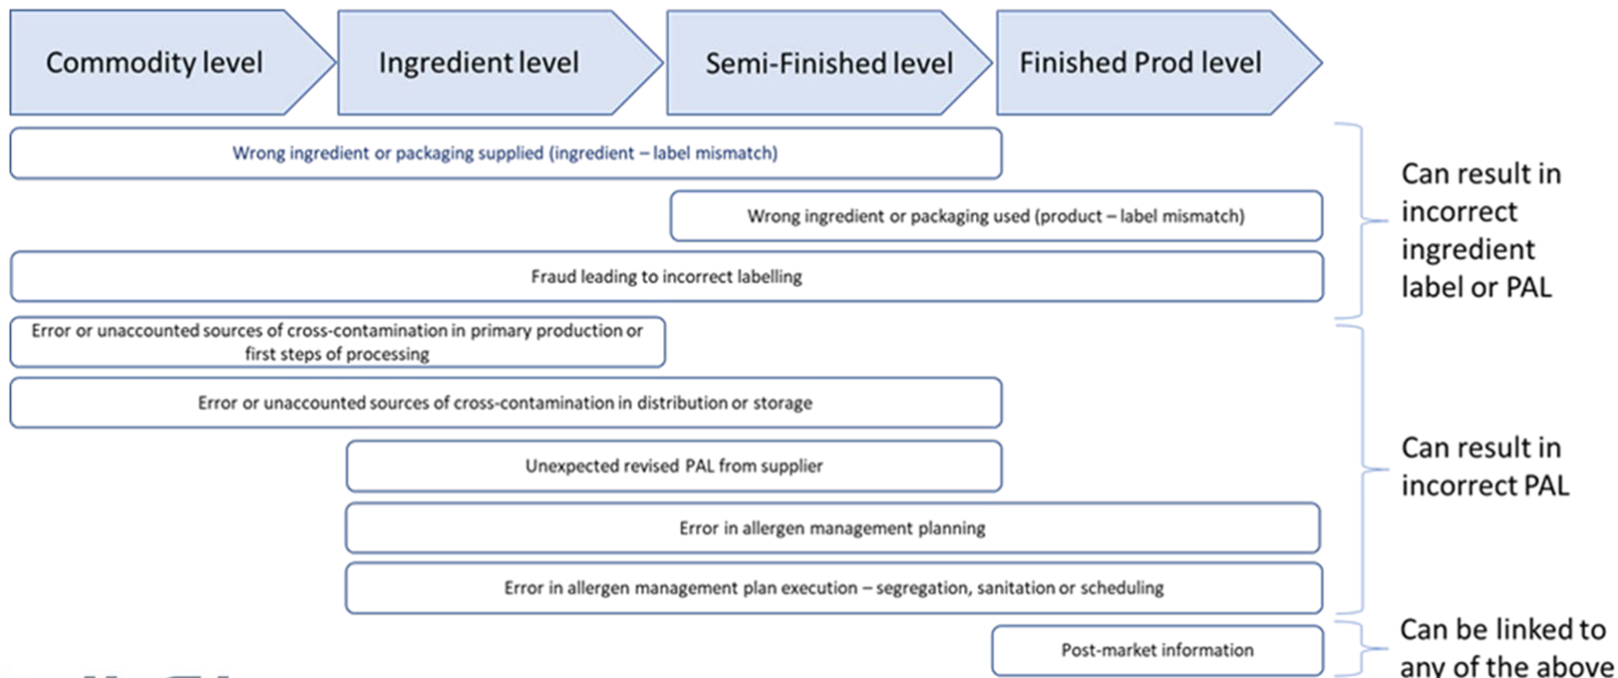 Commodity level
Ingredient level
Semi-Finished level
Finished Prod level
Wrong ingredient or packaging supplied (ingredient – label mismatch)
Wrong ingredient or packaging used (product – label mismatch)
Fraud leading to incorrect labelling
Can result in
incorrect
ingredient
label or PAL
Error or unaccounted sources of cross-contamination in primary production or
first steps of processing
Error or unaccounted sources of cross-contamination in distribution or storage
Unexpected revised PAL from supplier
Error in allergen management planning
Error in allergen management plan execution – segregation, sanitation or scheduling
Can result in
incorrect PAL
Post-market information
Can be linked to
any of the above